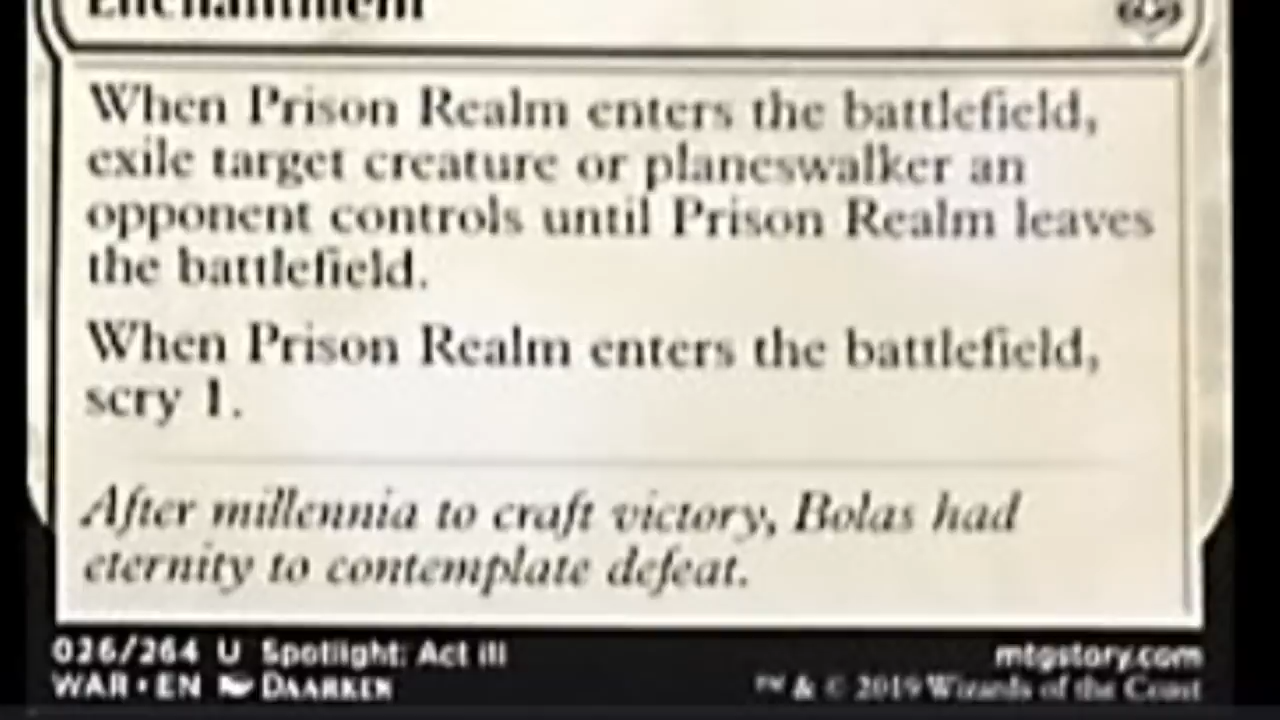 Enchantment
When Prison Realm enters the battlefield,
exile target creature or planeswalker an
opponent controls until Prison Realm leaves
the battlefield.
When Prison Realm enters the battlefield,
scry 1.
After millennia to craft victory, Bolas had
eternity to contemplate defeat.
026/264 U Spotlight: Act III
mtgstory.com
WAR • EN DAARKEN
™ & © 2019 Wizards of the Coast